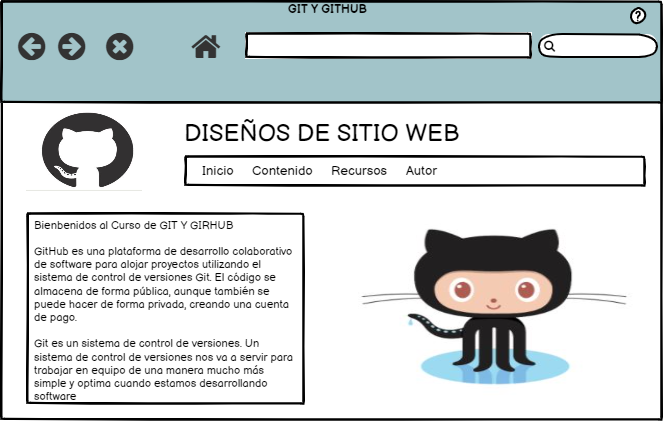 GIT Y GITHUB
?
DISEÑOS DE SITIO WEB
Inicio Contenido Recursos Autor
Bienbenidos al Curso de GIT Y GIRHUB
GitHub es una plataforma de desarrollo colaborativo
de software para alojar proyectos utilizando el
sistema de control de versiones Git. El código se
almacena de forma pública, aunque también se
puede hacer de forma privada, creando una cuenta
de pago.
Git es un sistema de control de versiones. Un
sistema de control de versiones nos va a servir para
trabajar en equipo de una manera mucho más
simple y optima cuando estamos desarrollando
software